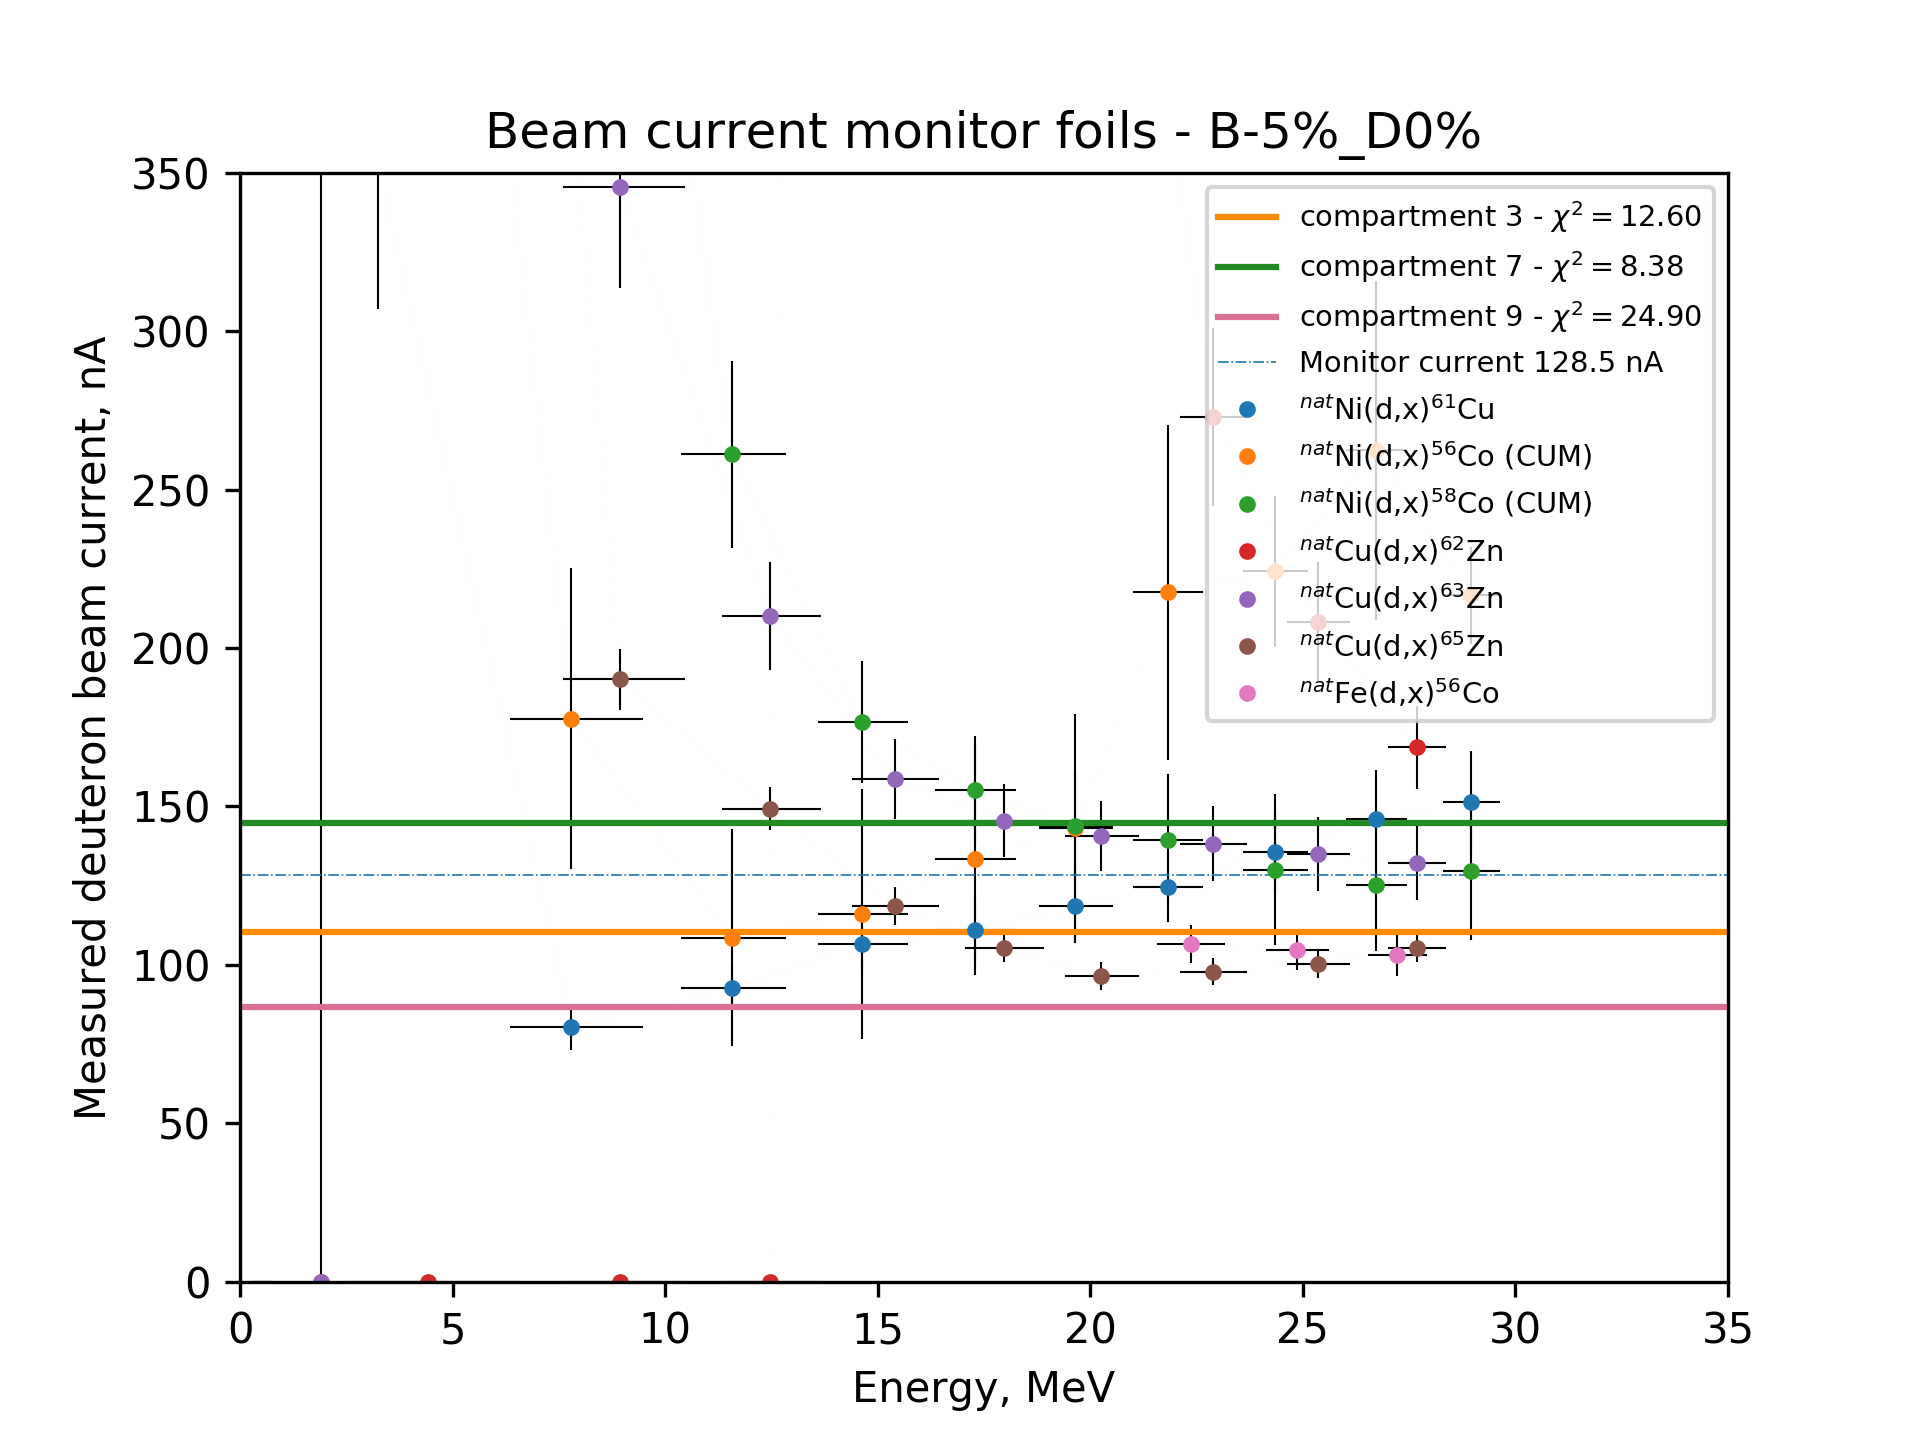 Beam current monitor foils - B-5%_D0%
Measured deuteron beam current, nA
350
300
250
200
150
100
50
0
compartment 3 - χ² = 12.60
compartment 7 - χ² = 8.38
compartment 9 - χ² = 24.90
Monitor current 128.5 nA
ⁿᵃᵗNi(d,x)⁶¹Cu
ⁿᵃᵗNi(d,x)⁵⁶Co (CUM)
ⁿᵃᵗNi(d,x)⁵⁸Co (CUM)
ⁿᵃᵗCu(d,x)⁶²Zn
ⁿᵃᵗCu(d,x)⁶³Zn
ⁿᵃᵗCu(d,x)⁶⁵Zn
ⁿᵃᵗFe(d,x)⁵⁶Co
0 5 10 15 20 25 30 35
Energy, MeV